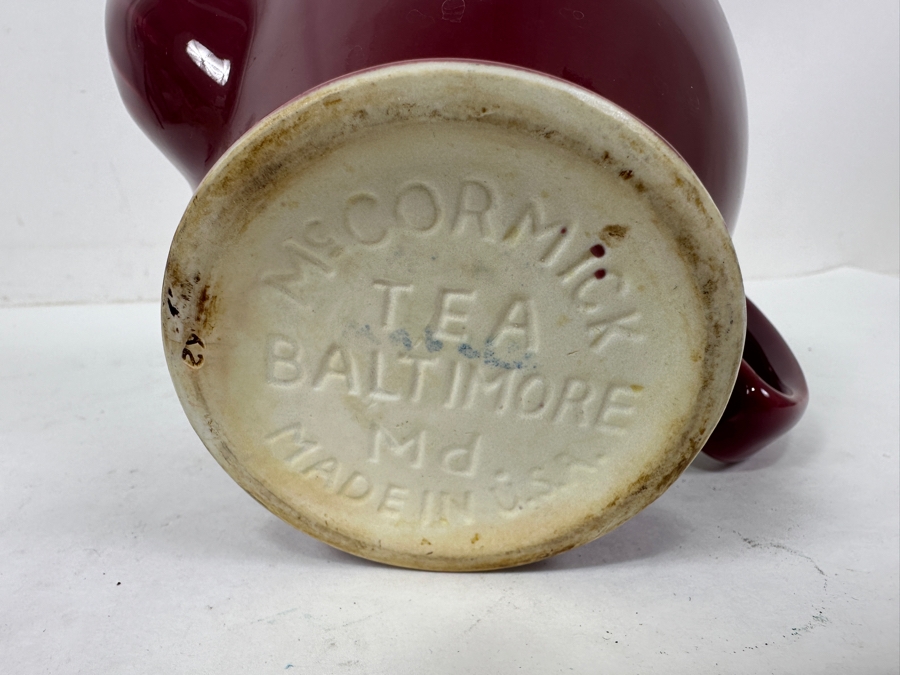 McCORMICK
TEA
BALTIMORE
Md.
MADE IN U.S.A.